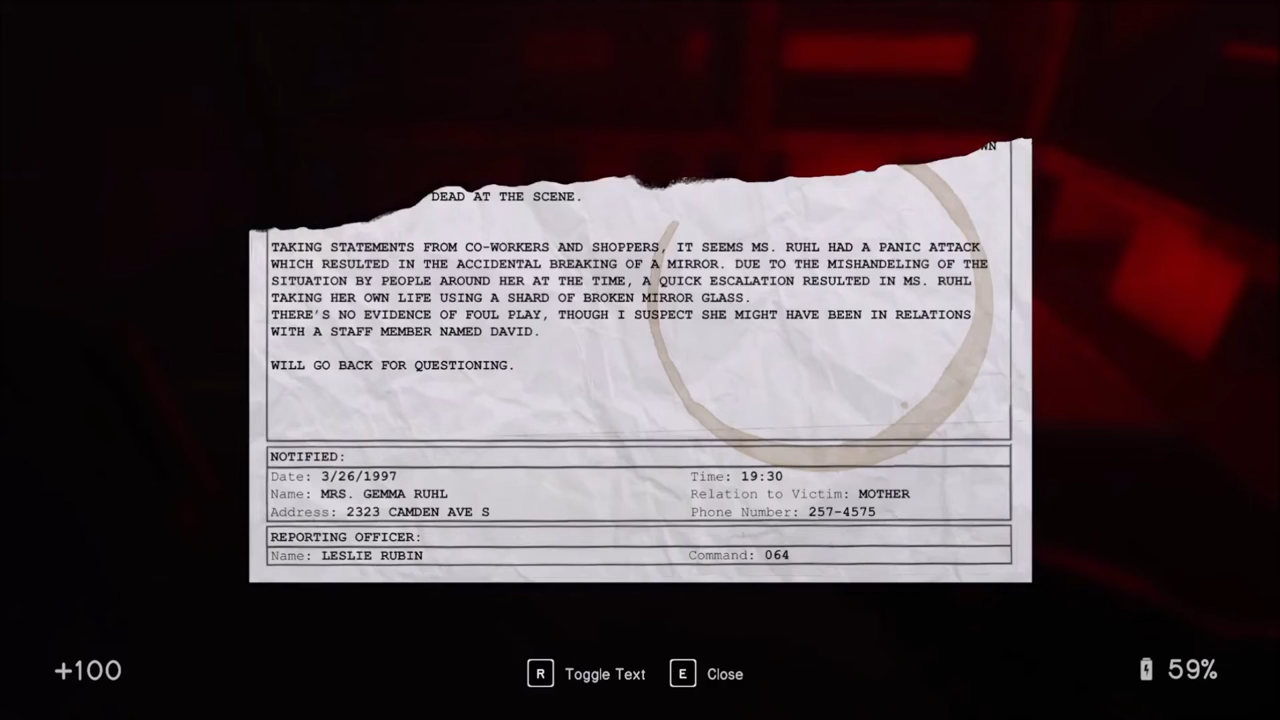 WN
DEAD AT THE SCENE.
TAKING STATEMENTS FROM CO-WORKERS AND SHOPPERS, IT SEEMS MS. RUHL HAD A PANIC ATTACK
WHICH RESULTED IN THE ACCIDENTAL BREAKING OF A MIRROR. DUE TO THE MISHANDELING OF THE
SITUATION BY PEOPLE AROUND HER AT THE TIME, A QUICK ESCALATION RESULTED IN MS. RUHL
TAKING HER OWN LIFE USING A SHARD OF BROKEN MIRROR GLASS.
THERE'S NO EVIDENCE OF FOUL PLAY, THOUGH I SUSPECT SHE MIGHT HAVE BEEN IN RELATIONS
WITH A STAFF MEMBER NAMED DAVID.
WILL GO BACK FOR QUESTIONING.
NOTIFIED:
Date: 3/26/1997 Time: 19:30
Name: MRS. GEMMA RUHL Relation to Victim: MOTHER
Address: 2323 CAMDEN AVE S Phone Number: 257-4575
REPORTING OFFICER:
Name: LESLIE RUBIN Command: 064
+100 R Toggle Text E Close 59%